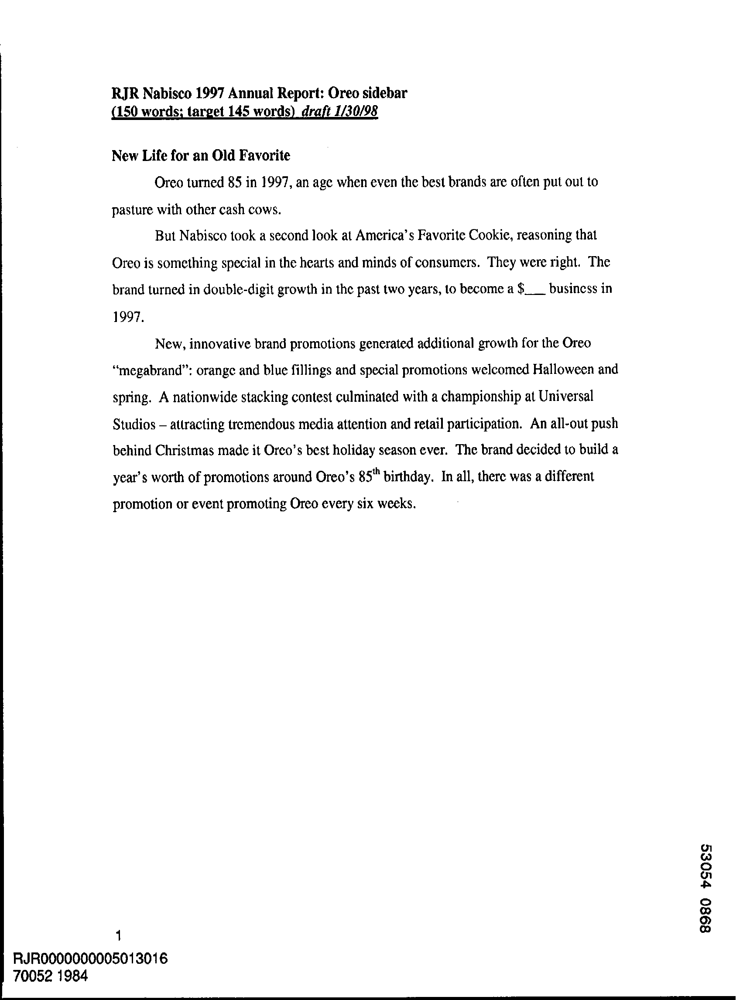 RJR Nabisco 1997 Annual Report: Oreo sidebar
(150 words; target 145 words) draft 1/30/98
New Life for an Old Favorite
Oreo turned 85 in 1997, an age when even the best brands are often put out to
pasture with other cash cows.
But Nabisco took a second look at America's Favorite Cookie, reasoning that
Oreo is something special in the hearts and minds of consumers. They were right. The
brand turned in double-digit growth in the past two years, to become a $___ business in
1997.
New, innovative brand promotions generated additional growth for the Oreo
“megabrand”: orange and blue fillings and special promotions welcomed Halloween and
spring. A nationwide stacking contest culminated with a championship at Universal
Studios – attracting tremendous media attention and retail participation. An all-out push
behind Christmas made it Oreo's best holiday season ever. The brand decided to build a
year's worth of promotions around Oreo's 85th birthday. In all, there was a different
promotion or event promoting Oreo every six weeks.
53054 0868
1
RJR0000000005013016
70052 1984